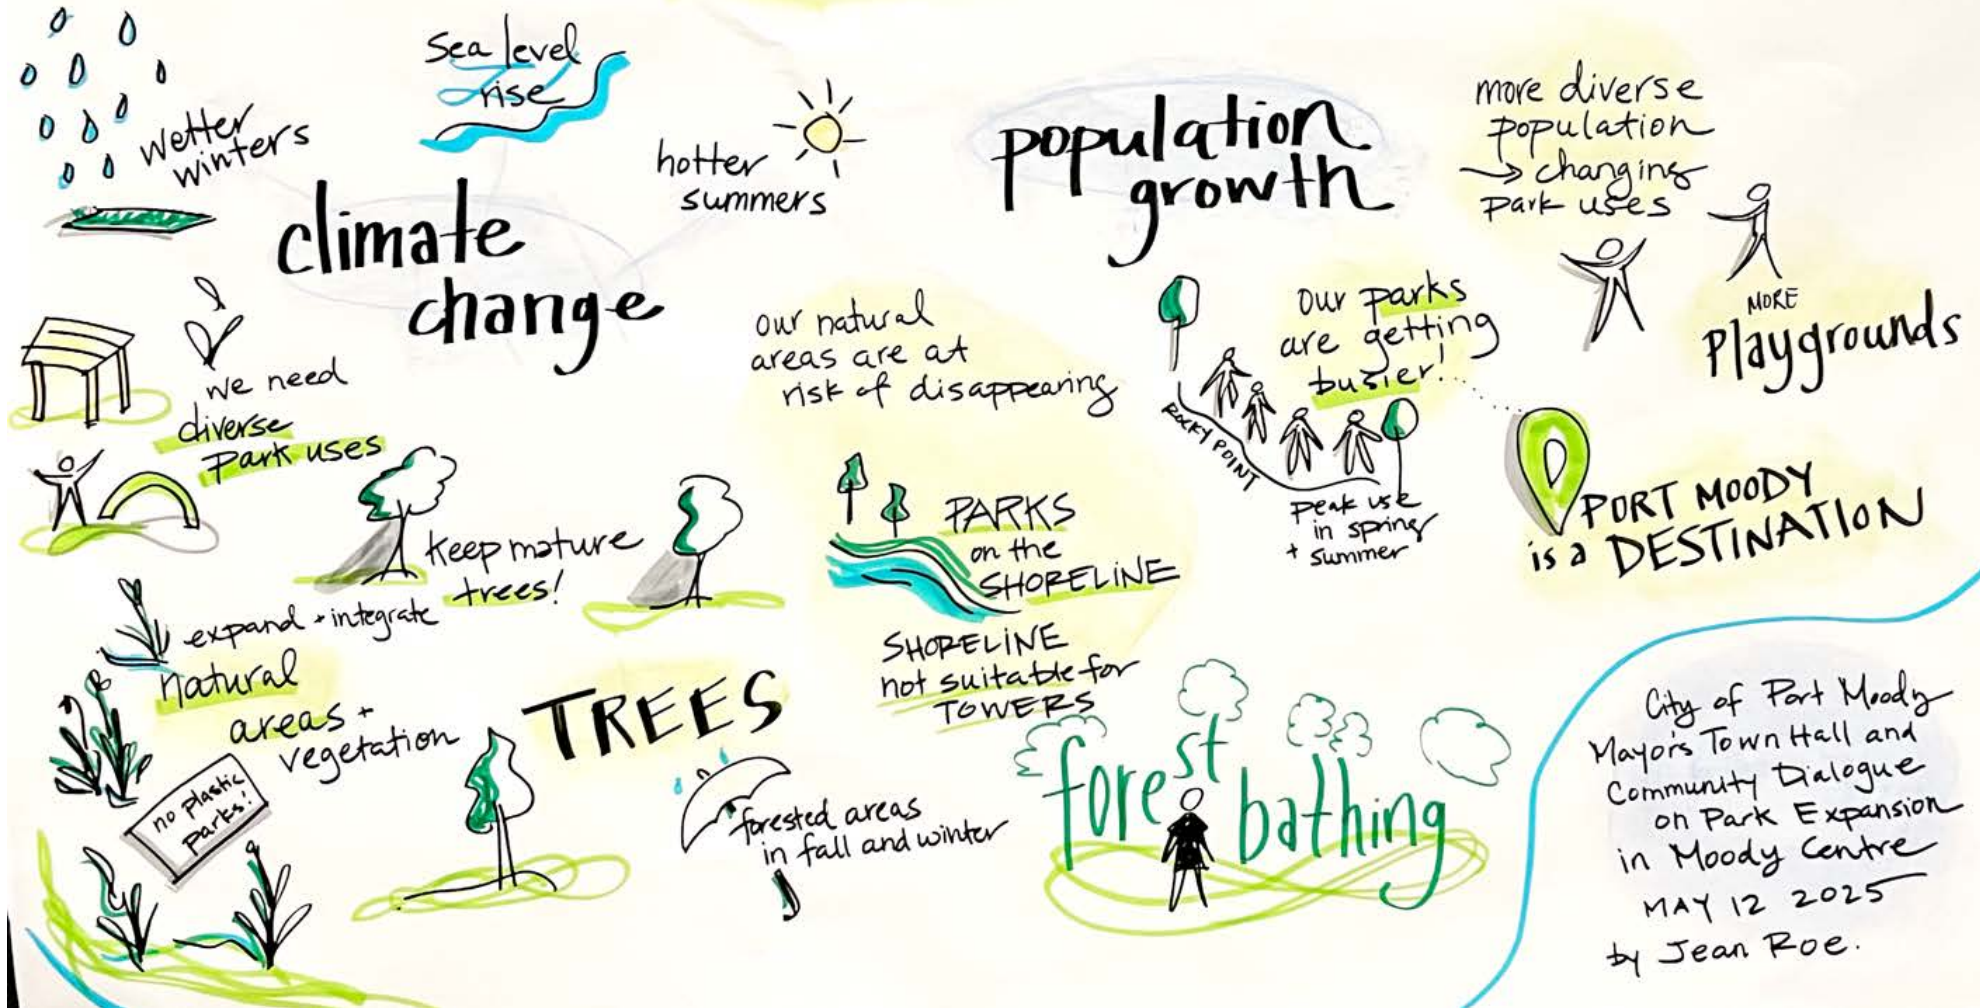 wetter
winters
sea level
rise
hotter
summers
climate
change
population
growth
more diverse
population
→ changing
park uses
MORE
Playgrounds
we need
diverse
park uses
our natural
areas are at
risk of disappearing
our parks
are getting
busier!
ROCKY POINT
peak use
in spring
+ summer
PORT MOODY
is a DESTINATION
keep mature
trees!
expand + integrate
natural
areas +
vegetation
no plastic
parks!
TREES
PARKS
on the
SHORELINE
SHORELINE
not suitable for
TOWERS
forested areas
in fall and winter
forest
bathing
City of Port Moody
Mayor's Town Hall and
Community Dialogue
on Park Expansion
in Moody Centre
MAY 12 2025
by Jean Roe.